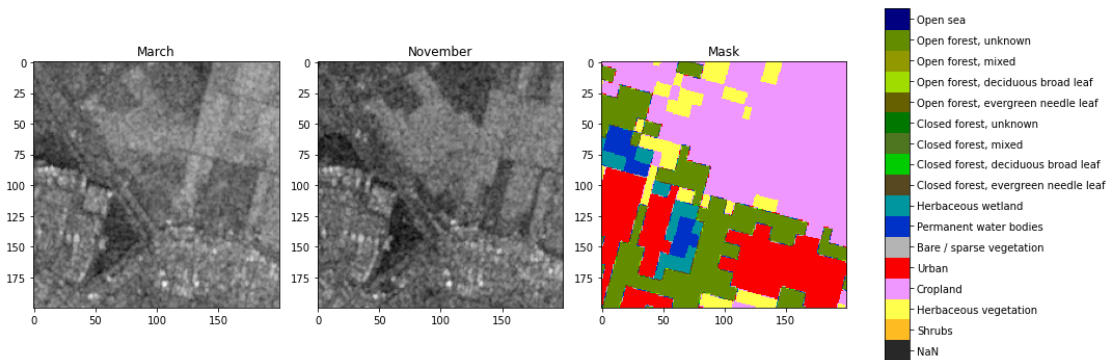 March
November
Mask
0
25
50
75
100
125
150
175
0
50
100
150
0
25
50
75
100
125
150
175
0
50
100
150
0
25
50
75
100
125
150
175
0
50
100
150
Open sea
Open forest, unknown
Open forest, mixed
Open forest, deciduous broad leaf
Open forest, evergreen needle leaf
Closed forest, unknown
Closed forest, mixed
Closed forest, deciduous broad leaf
Closed forest, evergreen needle leaf
Herbaceous wetland
Permanent water bodies
Bare / sparse vegetation
Urban
Cropland
Herbaceous vegetation
Shrubs
NaN